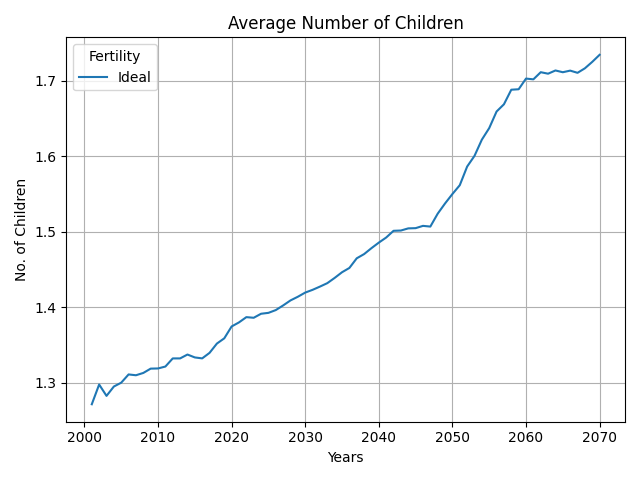 Average Number of Children
Fertility
Ideal
No. of Children
1.7
1.6
1.5
1.4
1.3
2000 2010 2020 2030 2040 2050 2060 2070
Years